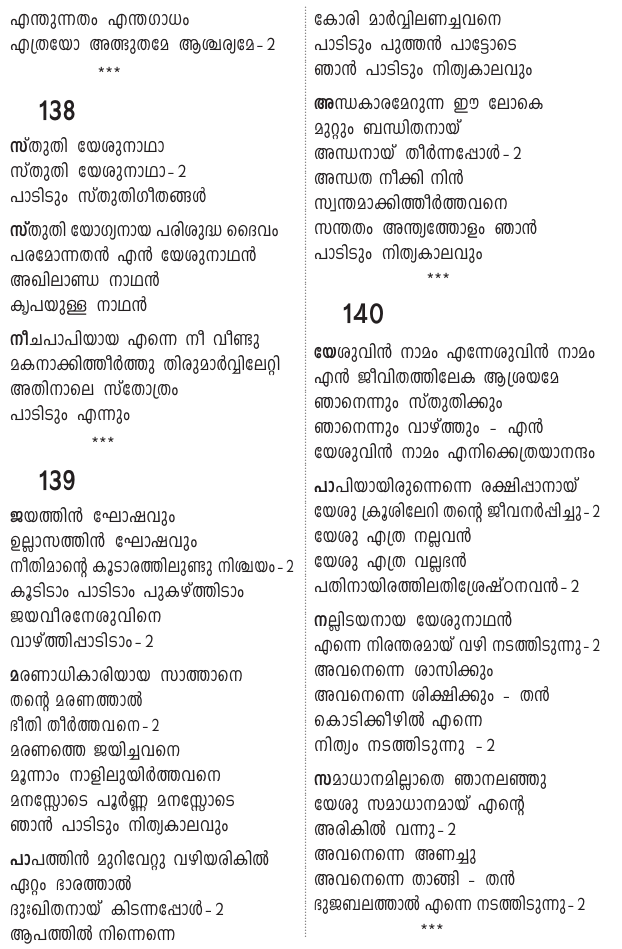 എന്തുന്നതം എന്തഗാധം
എത്രയോ അത്ഭുതമേ ആശ്ചര്യമേ-2
***
138
സ്തുതി യേശുനാഥാ
സ്തുതി യേശുനാഥാ-2
പാടിടും സ്തുതിഗീതങ്ങൾ
സ്തുതി യോഗ്യനായ പരിശുദ്ധ ദൈവം
പരമോന്നതൻ എൻ യേശുനാഥൻ
അഖിലാണ്ഡ നാഥൻ
കൃപയുള്ള നാഥൻ
നീചപാപിയായ എന്നെ നീ വീണ്ടു
മകനാക്കിത്തീർത്തു തിരുമാർവ്വിലേറ്റി
അതിനാലെ സ്തോത്രം
പാടിടും എന്നും
***
139
ജയത്തിൻ ഘോഷവും
ഉല്ലാസത്തിൻ ഘോഷവും
നീതിമാന്റെ കൂടാരത്തിലുണ്ടു നിശ്ചയം-2
കൂടിടാം പാടിടാം പുകഴ്ത്തിടാം
ജയവീരനേശുവിനെ
വാഴ്ത്തിപ്പാടിടാം-2
മരണാധികാരിയായ സാത്താനെ
തന്റെ മരണത്താൽ
ഭീതി തീർത്തവനെ-2
മരണത്തെ ജയിച്ചവനെ
മൂന്നാം നാളിലുയിർത്തവനെ
മനസ്സോടെ പൂർണ്ണ മനസ്സോടെ
ഞാൻ പാടിടും നിത്യകാലവും
പാപത്തിൻ മുറിവേറ്റു വഴിയരികിൽ
ഏറ്റം ഭാരത്താൽ
ദുഃഖിതനായ് കിടന്നപ്പോൾ-2
ആപത്തിൽ നിന്നെന്നെ
കോരി മാർവ്വിലണച്ചവനെ
പാടിടും പുത്തൻ പാട്ടോടെ
ഞാൻ പാടിടും നിത്യകാലവും
അന്ധകാരമേറുന്ന ഈ ലോകെ
മുറ്റും ബന്ധിതനായ്
അന്ധനായ് തീർന്നപ്പോൾ-2
അന്ധത നീക്കി നിൻ
സ്വന്തമാക്കിത്തീർത്തവനെ
സന്തതം അന്ത്യത്തോളം ഞാൻ
പാടിടും നിത്യകാലവും
***
140
യേശുവിൻ നാമം എന്നേശുവിൻ നാമം
എൻ ജീവിതത്തിലേക ആശ്രയമേ
ഞാനെന്നും സ്തുതിക്കും
ഞാനെന്നും വാഴ്ത്തും - എൻ
യേശുവിൻ നാമം എനിക്കെത്രയാനന്ദം
പാപിയായിരുന്നെന്നെ രക്ഷിപ്പാനായ്
യേശു ക്രൂശിലേറി തന്റെ ജീവനർപ്പിച്ചു-2
യേശു എത്ര നല്ലവൻ
യേശു എത്ര വല്ലഭൻ
പതിനായിരത്തിലതിശ്രേഷ്ഠനവൻ-2
നല്ലിടയനായ യേശുനാഥൻ
എന്നെ നിരന്തരമായ് വഴി നടത്തിടുന്നു-2
അവനെന്നെ ശാസിക്കും
അവനെന്നെ ശിക്ഷിക്കും - തൻ
കൊടിക്കീഴിൽ എന്നെ
നിത്യം നടത്തിടുന്നു -2
സമാധാനമില്ലാതെ ഞാനലഞ്ഞു
യേശു സമാധാനമായ് എന്റെ
അരികിൽ വന്നു-2
അവനെന്നെ അണച്ചു
അവനെന്നെ താങ്ങി - തൻ
ഭുജബലത്താൽ എന്നെ നടത്തിടുന്നു-2
***